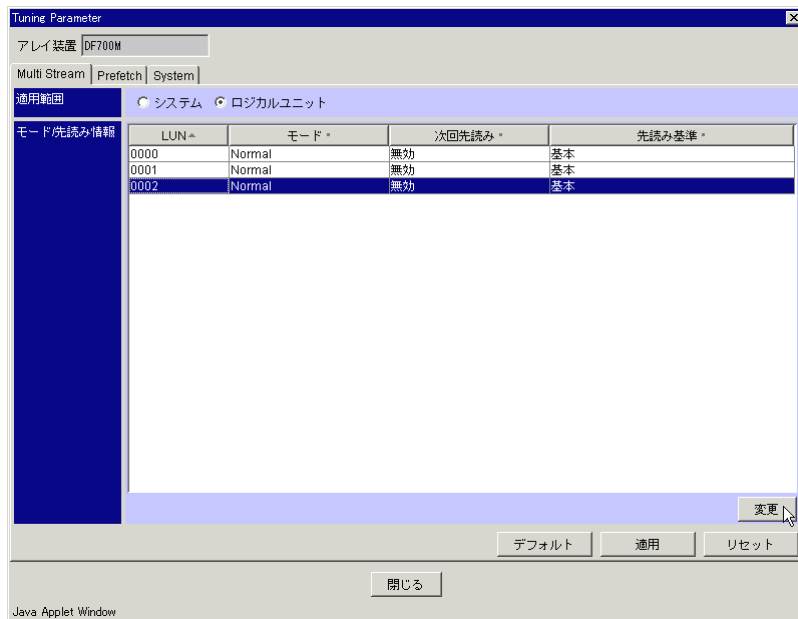 Tuning Parameter
アレイ装置 DF700M
Multi Stream Prefetch System
適用範囲 システム ロジカルユニット
モード/先読み情報 LUN モード 次回先読み 先読み基準
0000 Normal 無効 基本
0001 Normal 無効 基本
0002 Normal 無効 基本
変更
デフォルト 適用 リセット
閉じる
Java Applet Window